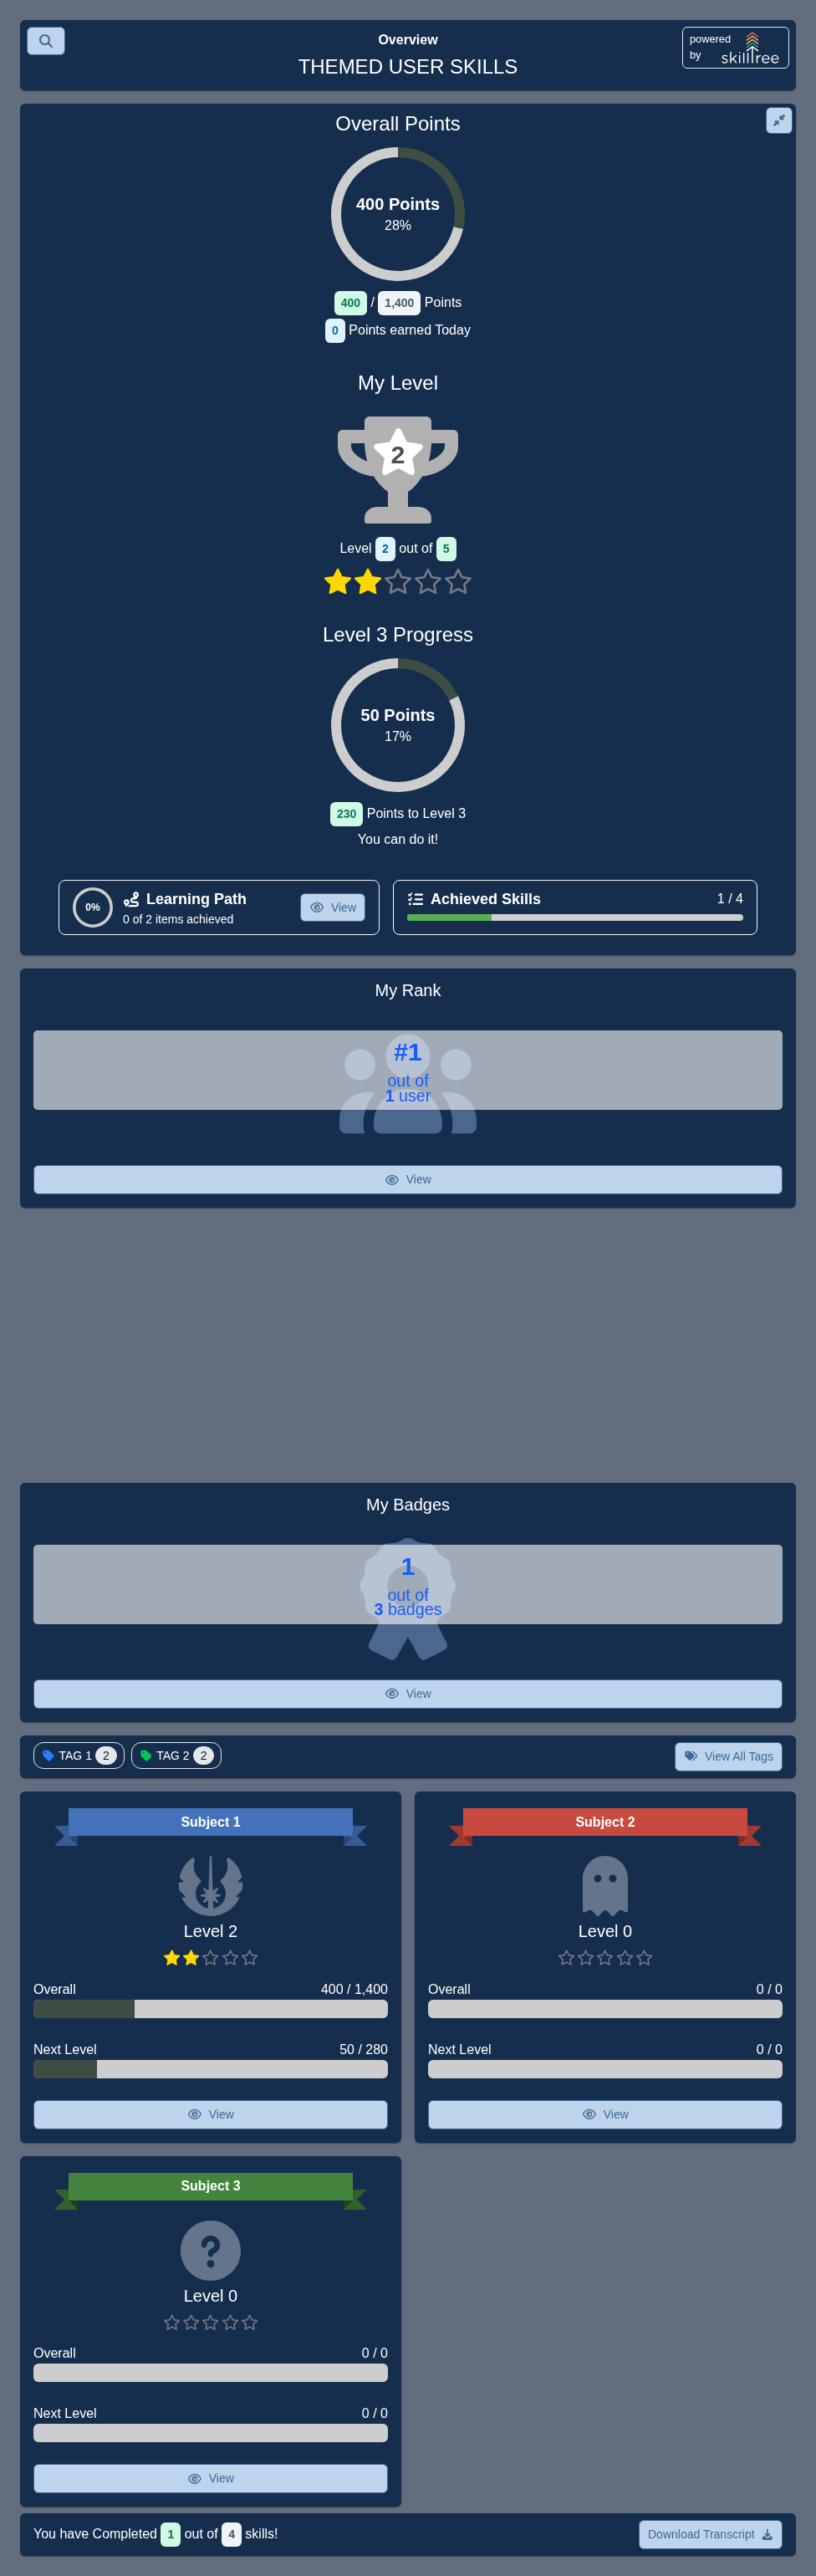 Overview
THEMED USER SKILLS
powered
by skilltree
Overall Points
400 Points
28%
400 / 1,400 Points
0 Points earned Today
My Level
2
Level 2 out of 5
Level 3 Progress
50 Points
17%
230 Points to Level 3
You can do it!
0%
Learning Path
0 of 2 items achieved
View
Achieved Skills 1 / 4
My Rank
#1
out of
1 user
View
My Badges
1
out of
3 badges
View
TAG 1 2 TAG 2 2 View All Tags
Subject 1
Level 2
Overall 400 / 1,400
Next Level 50 / 280
View
Subject 2
Level 0
Overall 0 / 0
Next Level 0 / 0
View
Subject 3
Level 0
Overall 0 / 0
Next Level 0 / 0
View
You have Completed 1 out of 4 skills! Download Transcript